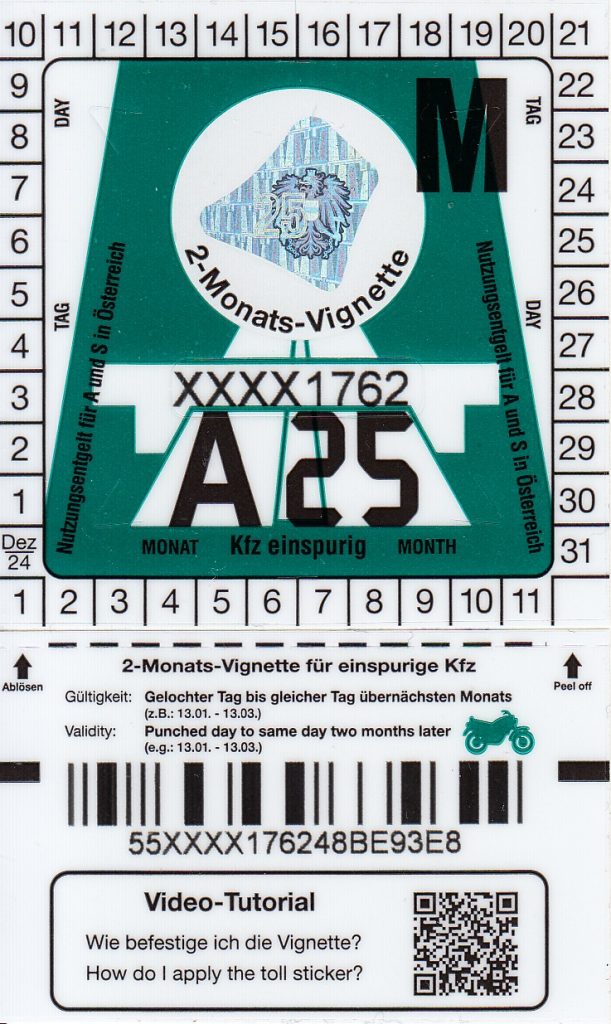 10 11 12 13 14 15 16 17 18 19 20 21
9
22
8
23
7
24
6
25
5
26
4
27
3
28
2
29
1
30
Dez
24
31
1 2 3 4 5 6 7 8 9 10 11
DAY
TAG
M
25
2-Monats-Vignette
TAG
DAY
Nutzungsentgelt für A und S in Österreich
Nutzungsentgelt für A und S in Österreich
XXXX1762
A 25
MONAT Kfz einspurig MONTH
Ablösen
Peel off
2-Monats-Vignette für einspurige Kfz
Gültigkeit: Gelochter Tag bis gleicher Tag übernächsten Monats
(z.B.: 13.01. - 13.03.)
Validity: Punched day to same day two months later
(e.g.: 13.01. - 13.03.)
55XXXX176248BE93E8
Video-Tutorial
Wie befestige ich die Vignette?
How do I apply the toll sticker?